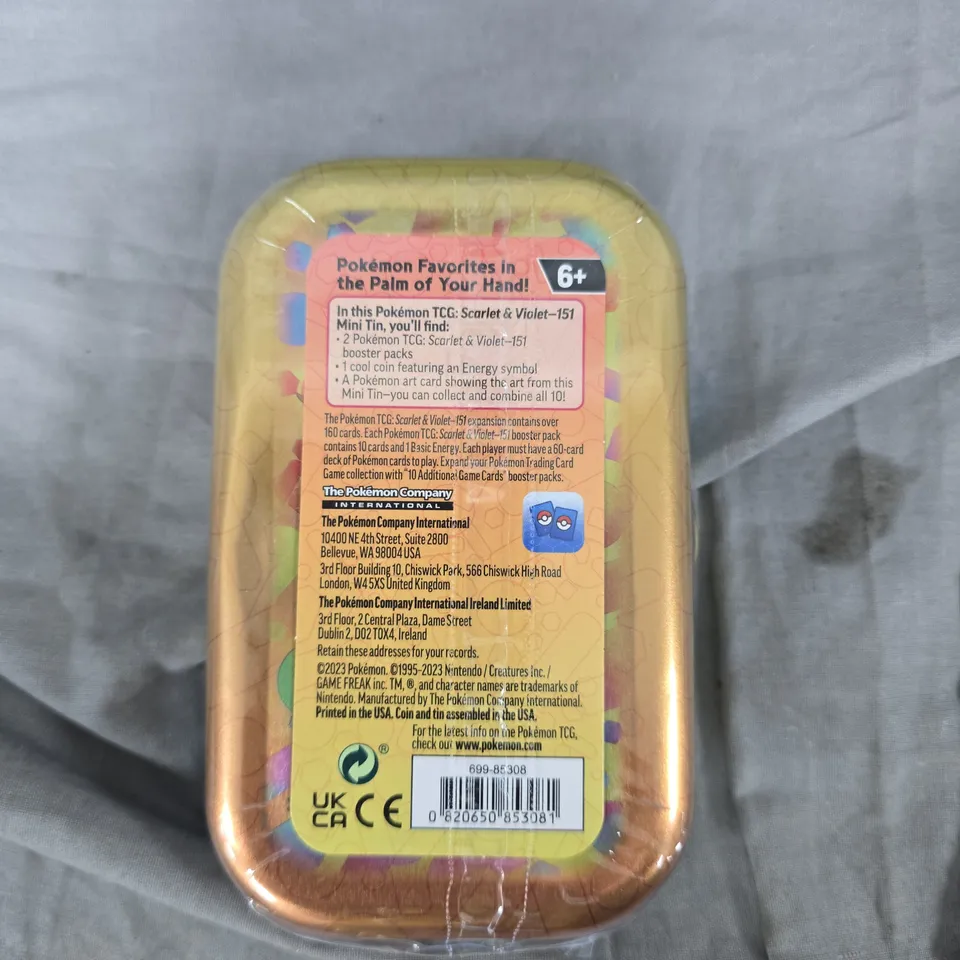 Pokémon Favorites in
the Palm of Your Hand!
6+
In this Pokémon TCG: Scarlet & Violet—151
Mini Tin, you'll find:
• 2 Pokémon TCG: Scarlet & Violet—151
booster packs
• 1 cool coin featuring an Energy symbol
• A Pokémon art card showing the art from this
Mini Tin—you can collect and combine all 10!
The Pokémon TCG: Scarlet & Violet—151 expansion contains over
160 cards. Each Pokémon TCG: Scarlet & Violet—151 booster pack
contains 10 cards and 1 Basic Energy. Each player must have a 60-card
deck of Pokémon cards to play. Expand your Pokémon Trading Card
Game collection with "10 Additional Game Cards" booster packs.
The Pokémon Company
INTERNATIONAL
The Pokémon Company International
10400 NE 4th Street, Suite 2800
Bellevue, WA 98004 USA
3rd Floor Building 10, Chiswick Park, 566 Chiswick High Road
London, W4 5XS United Kingdom
The Pokémon Company International Ireland Limited
3rd Floor, 2 Central Plaza, Dame Street
Dublin 2, D02 T0X4, Ireland
Retain these addresses for your records.
©2023 Pokémon. ©1995–2023 Nintendo / Creatures Inc. /
GAME FREAK inc. TM, ®, and character names are trademarks of
Nintendo. Manufactured by The Pokémon Company International.
Printed in the USA. Coin and tin assembled in the USA.
For the latest info on the Pokémon TCG,
check out www.pokemon.com
®
UK
CA CE
699-85308
0 820650 853081